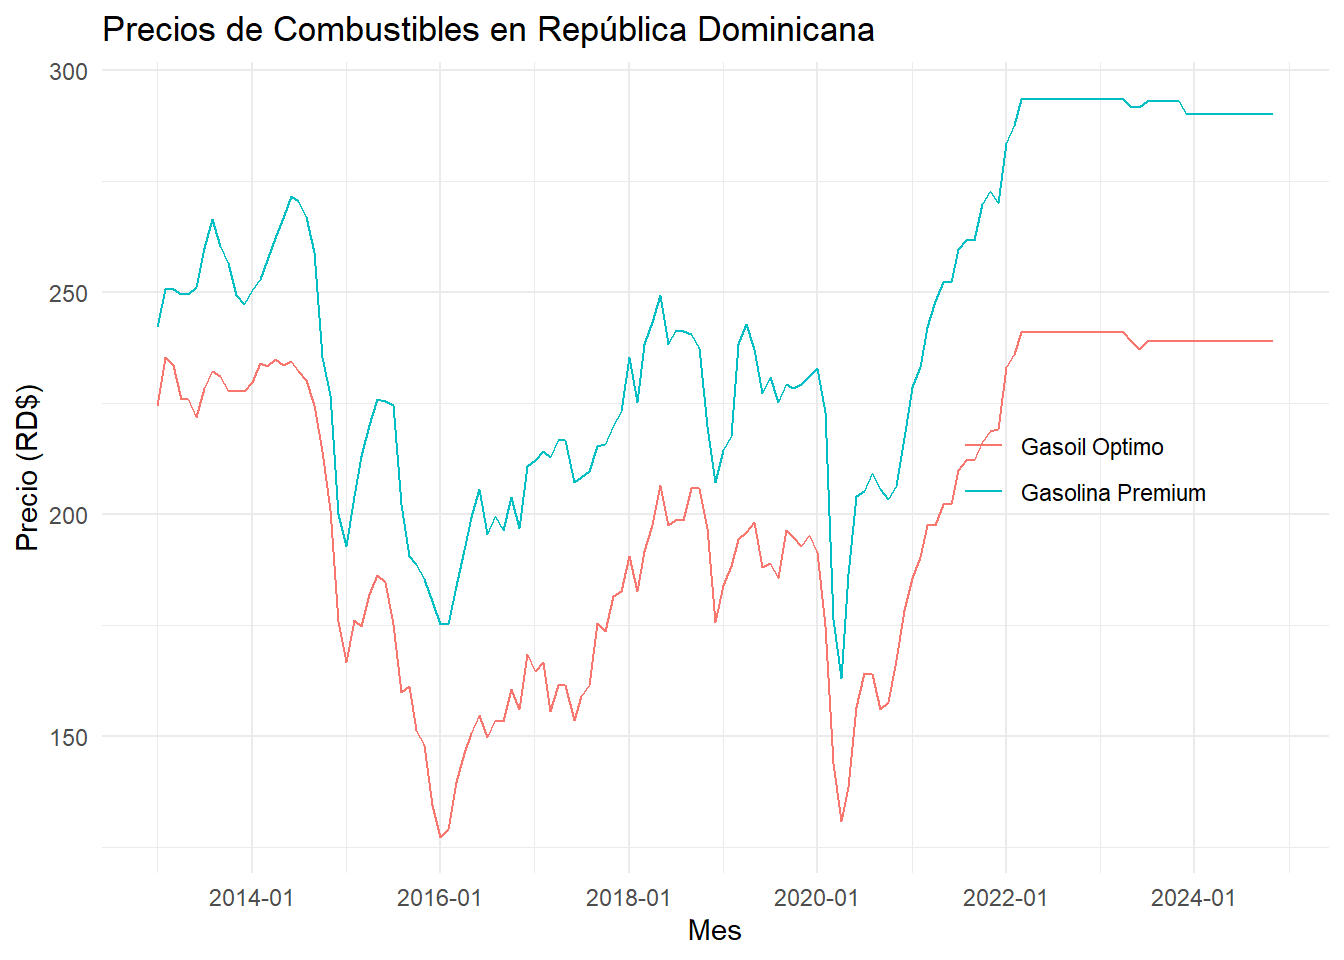 Precios de Combustibles en República Dominicana
300
250
200
150
Precio (RD$)
Gasoil Optimo
Gasolina Premium
2014-01
2016-01
2018-01
2020-01
2022-01
2024-01
Mes